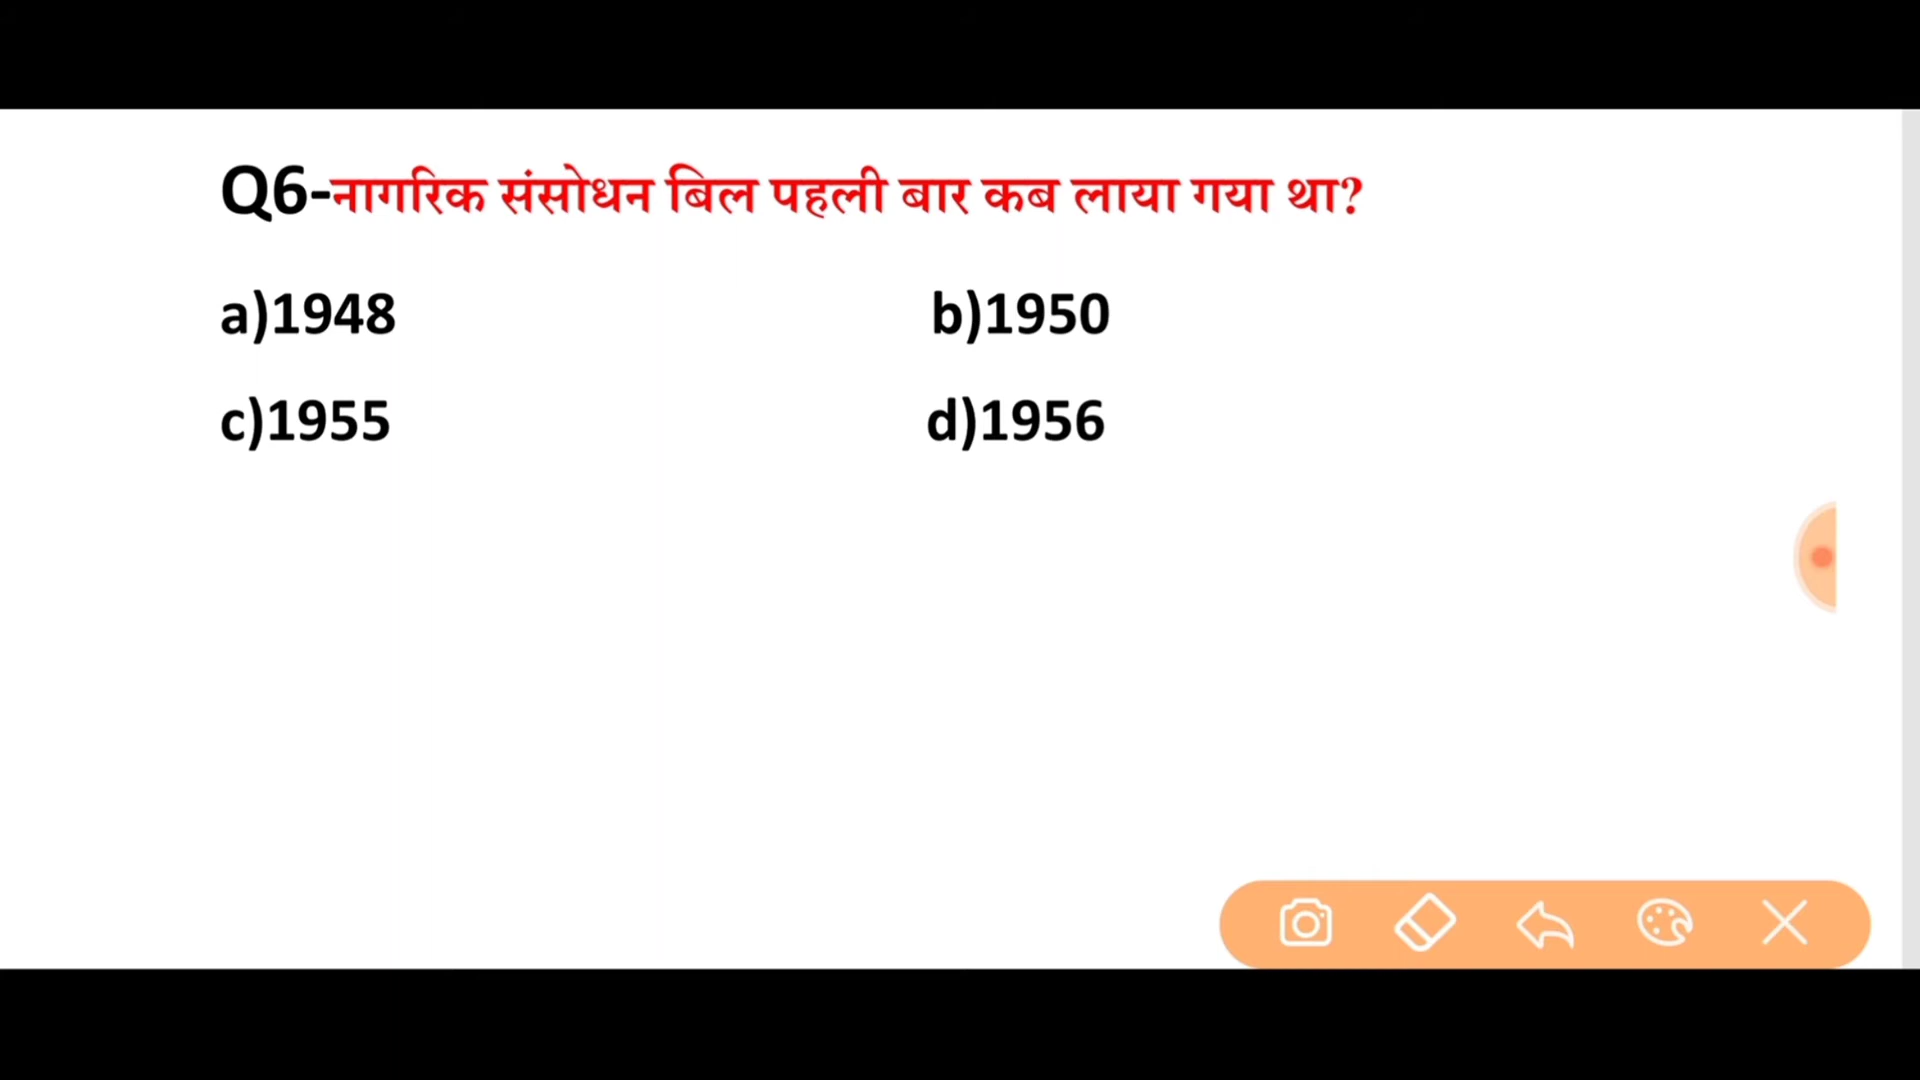 Q6-नागरिक संसोधन बिल पहली बार कब लाया गया था?
a)1948 b)1950
c)1955 d)1956